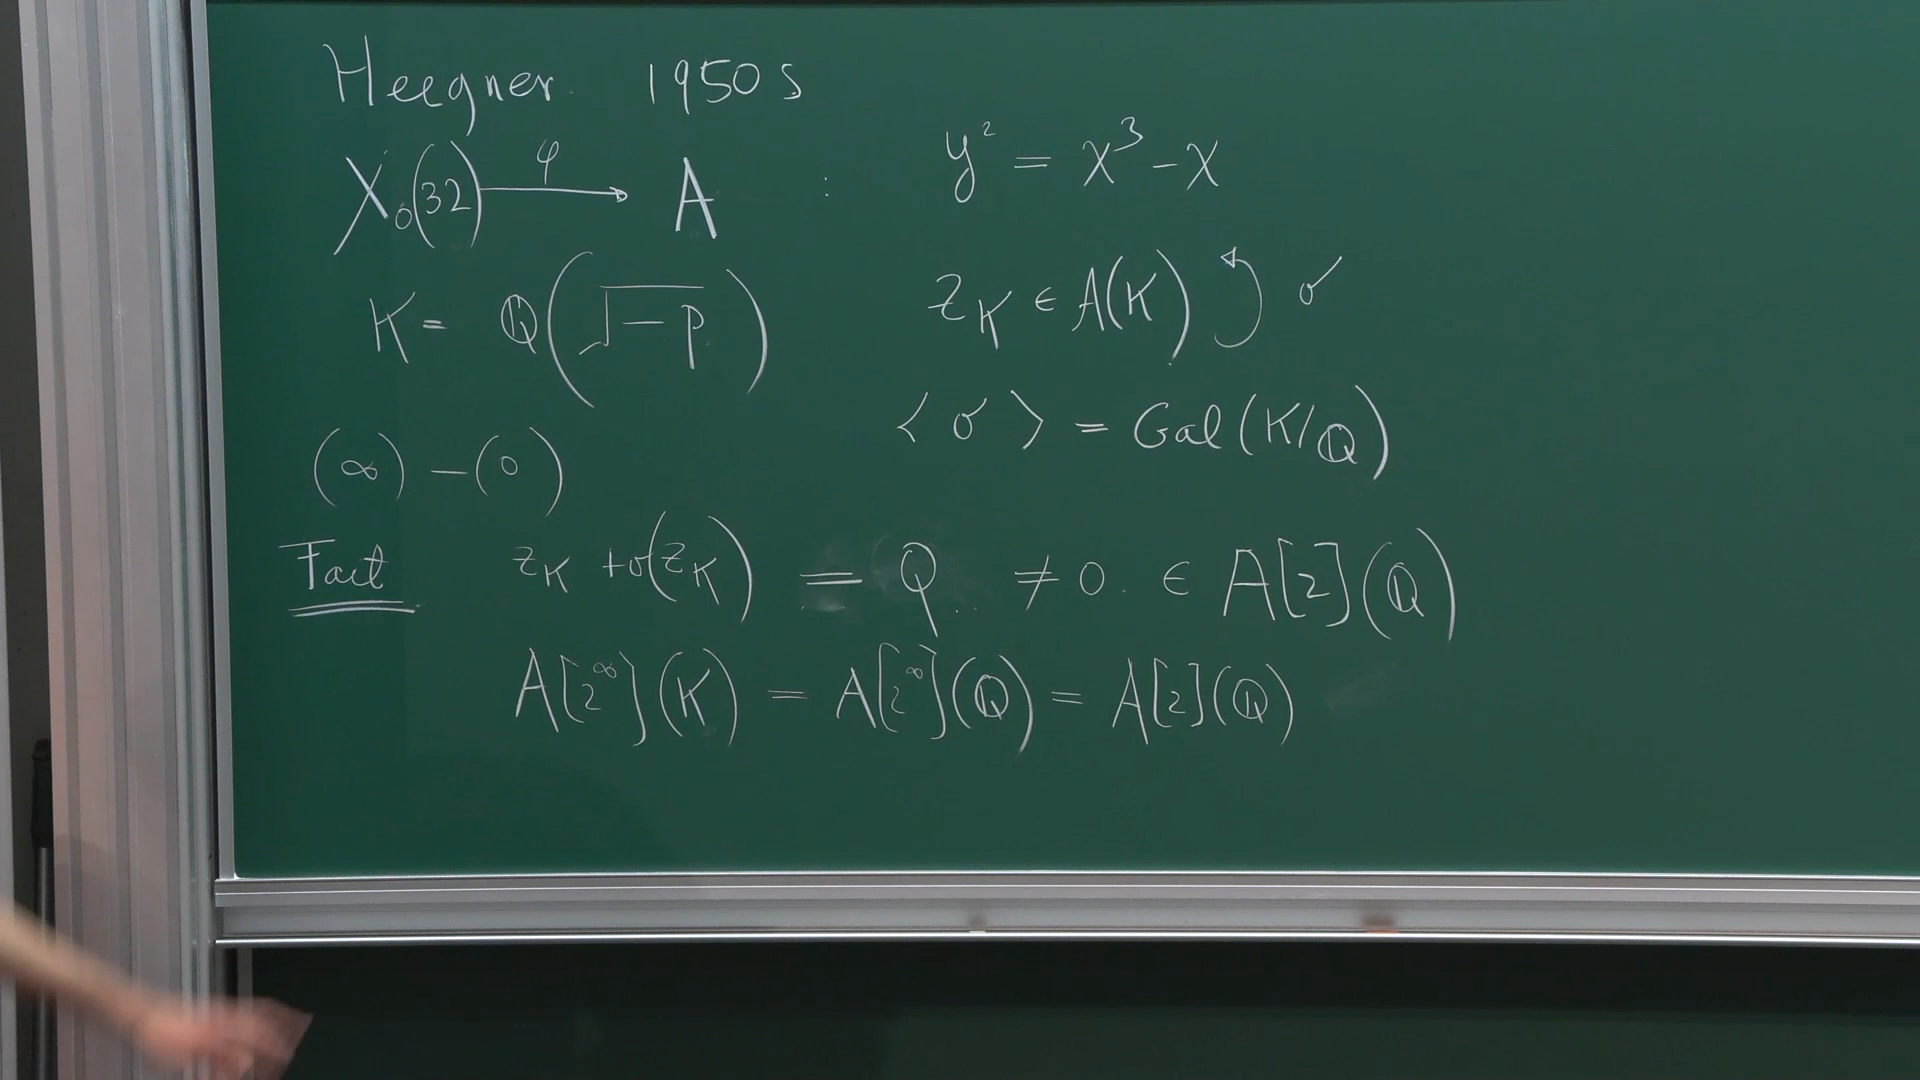 Heegner 1950s
X₀(32) —φ→ A : y² = x³ - x
K = ℚ(√-p) z_K ∈ A(K) ↺ σ
<σ> = Gal(K/ℚ)
(∞) - (0)
Fact z_K + σ(z_K) = Q ≠ 0. ∈ A[2](ℚ)
A[2^∞](K) = A[2^∞](ℚ) = A[2](ℚ)